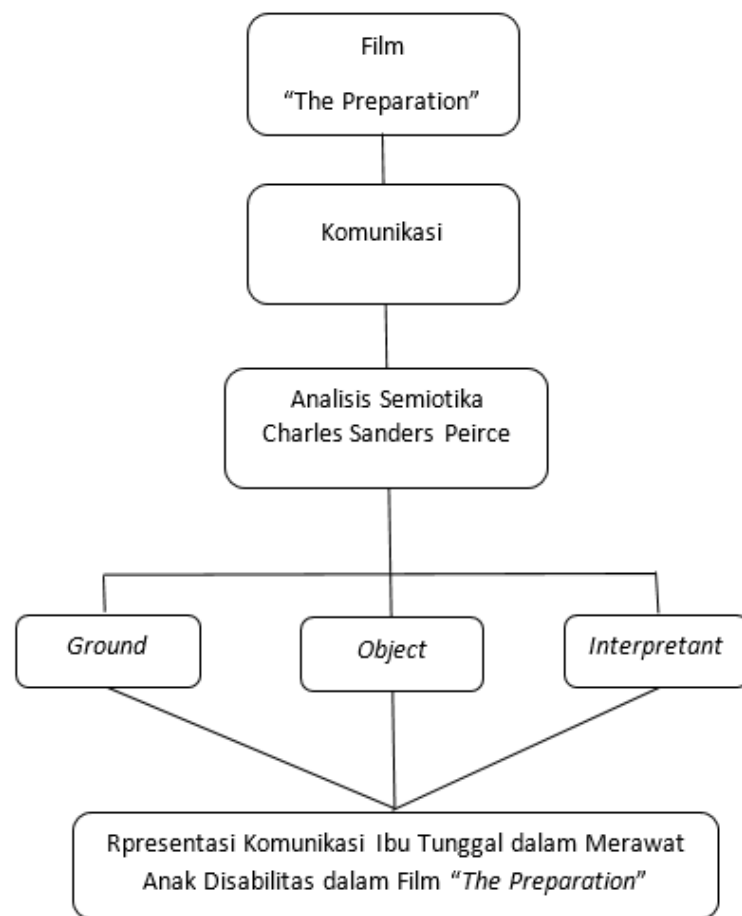 Film
“The Preparation”
Komunikasi
Analisis Semiotika
Charles Sanders Peirce
Ground
Object
Interpretant
Rpresentasi Komunikasi Ibu Tunggal dalam Merawat
Anak Disabilitas dalam Film “The Preparation”